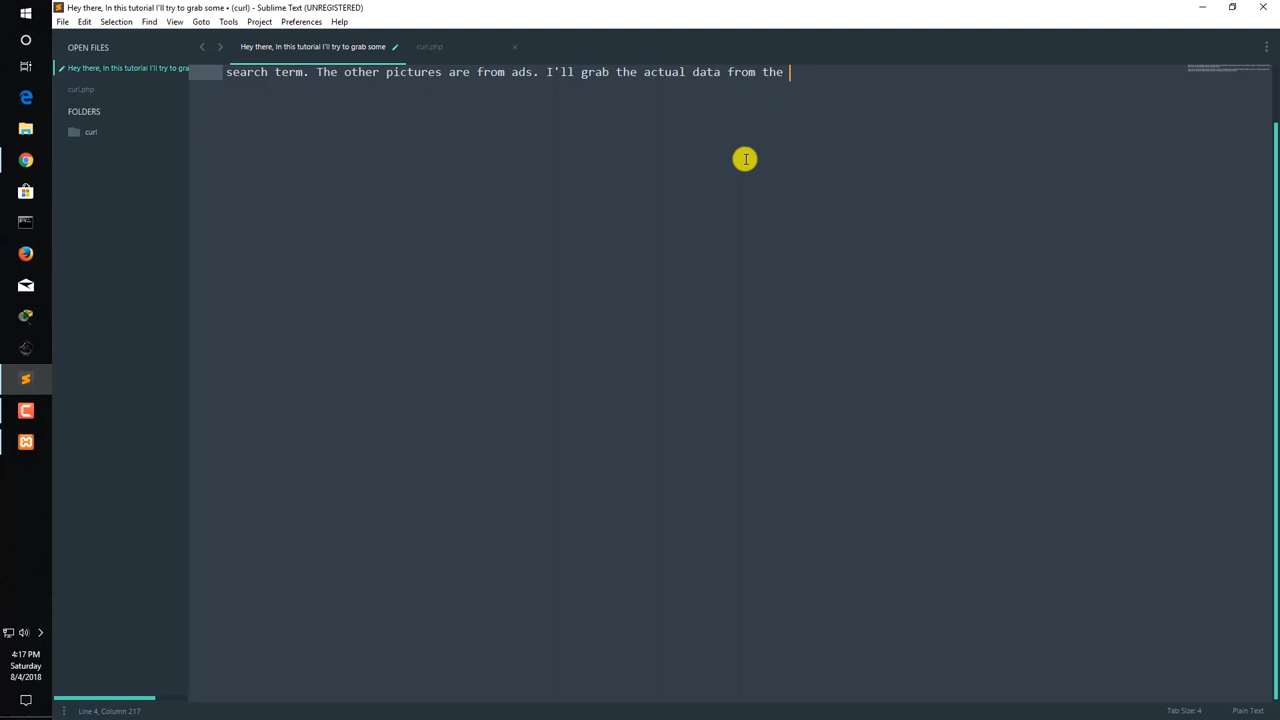 Hey there, In this tutorial I'll try to grab some • (curl) - Sublime Text (UNREGISTERED)
File Edit Selection Find View Goto Tools Project Preferences Help
OPEN FILES
Hey there, In this tutorial I'll try to grab some
curl.php
Hey there, In this tutorial I'll try to gra
search term. The other pictures are from ads. I'll grab the actual data from the
curl.php
FOLDERS
curl
4:17 PM
Saturday
8/4/2018
Line 4, Column 217
Tab Size: 4
Plain Text